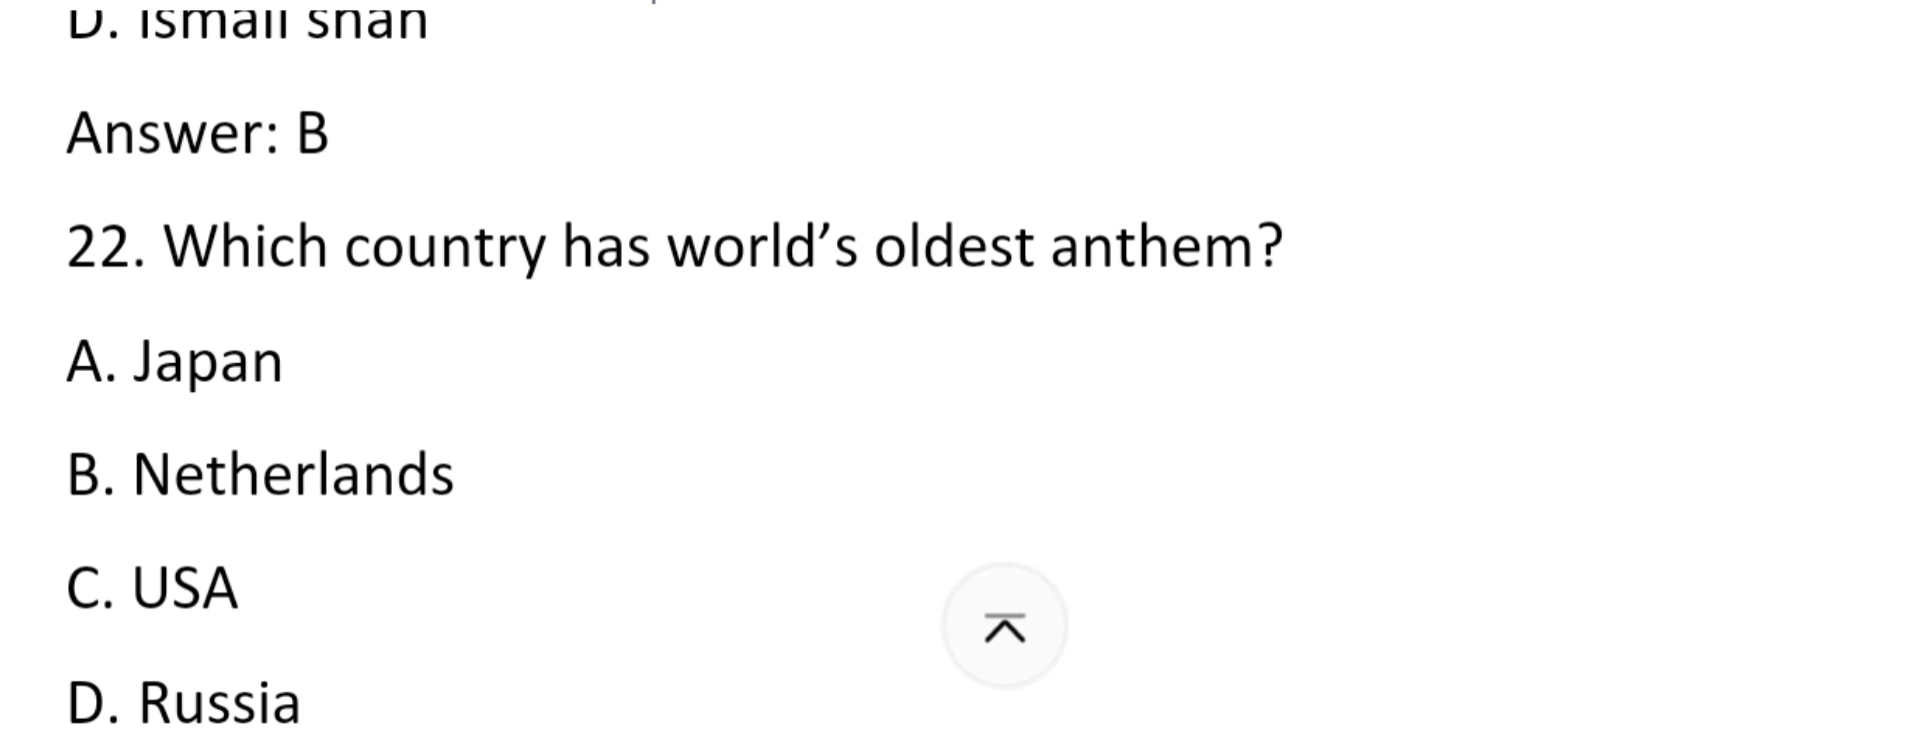 D. Ismail shah
Answer: B
22. Which country has world’s oldest anthem?
A. Japan
B. Netherlands
C. USA
D. Russia